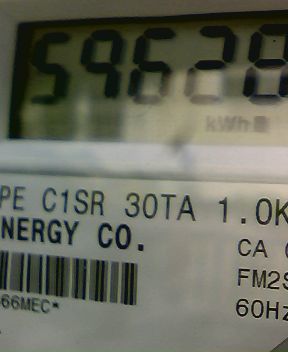 59628
kWh
PE C1SR 30TA 1.0K
NERGY CO.
CA
FM2S
66MEC*
60Hz